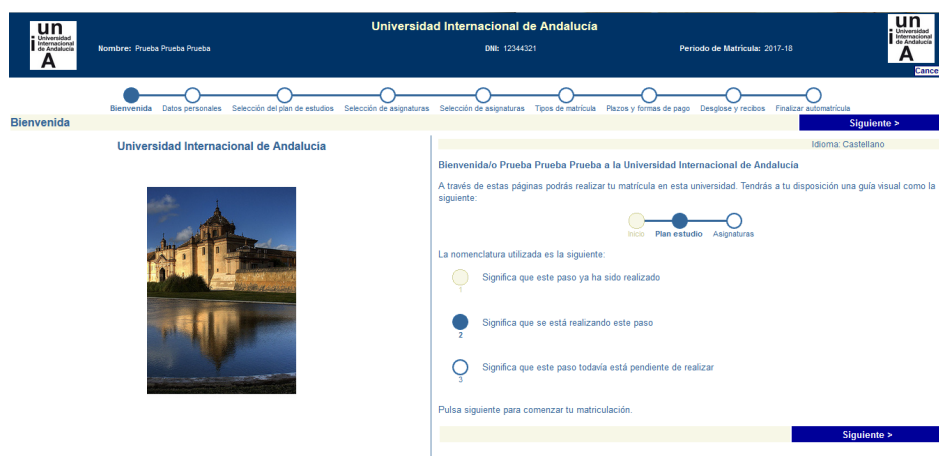 un
i Universidad
Internacional
de Andalucía
A
Universidad Internacional de Andalucía
Nombre: Prueba Prueba Prueba
DNI: 12344321
Periodo de Matrícula: 2017-18
un
i Universidad
Internacional
de Andalucía
A
Cance
Bienvenida
Datos personales
Selección del plan de estudios
Selección de asignaturas
Selección de asignaturas
Tipos de matrícula
Plazos y formas de pago
Desglose y recibos
Finalizar automatrícula
Bienvenida
Siguiente >
Universidad Internacional de Andalucia
Idioma: Castellano
Bienvenida/o Prueba Prueba Prueba a la Universidad Internacional de Andalucía
A través de estas páginas podrás realizar tu matrícula en esta universidad. Tendrás a tu disposición una guía visual como la
siguiente:
Inicio
Plan estudio
Asignaturas
La nomenclatura utilizada es la siguiente:
1
Significa que este paso ya ha sido realizado
2
Significa que se está realizando este paso
3
Significa que este paso todavía está pendiente de realizar
Pulsa siguiente para comenzar tu matriculación.
Siguiente >